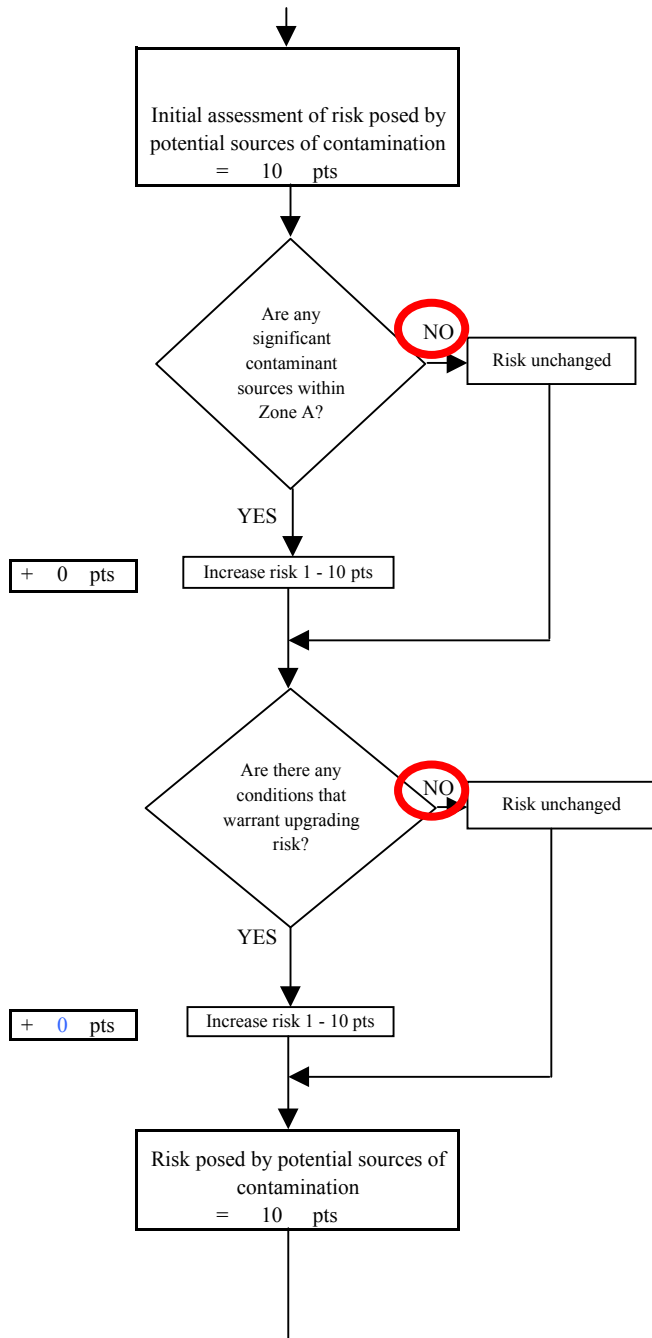 Initial assessment of risk posed by
potential sources of contamination
= 10 pts
Are any
significant
contaminant
sources within
Zone A?
NO
Risk unchanged
YES
+ 0 pts
Increase risk 1 - 10 pts
Are there any
conditions that
warrant upgrading
risk?
NO
Risk unchanged
YES
+ 0 pts
Increase risk 1 - 10 pts
Risk posed by potential sources of
contamination
= 10 pts